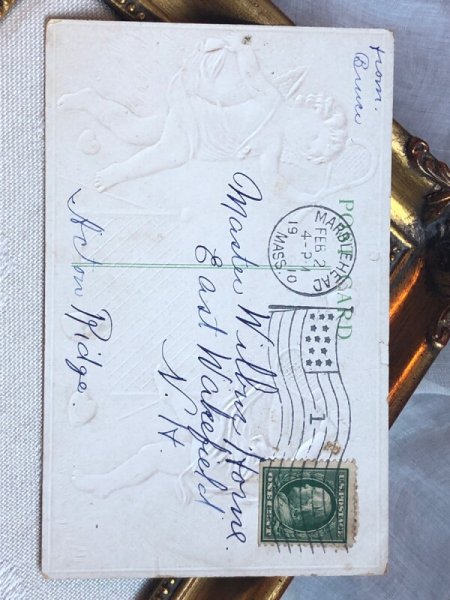 from.
Bruce
POST CARD
MARBLEHEAD
FEB 2
4-PM
1910
MASS.
1
U.S. POSTAGE
ONE CENT
Master Wilbur Horne
East Wakefield
N. H.
Acton Ridge.